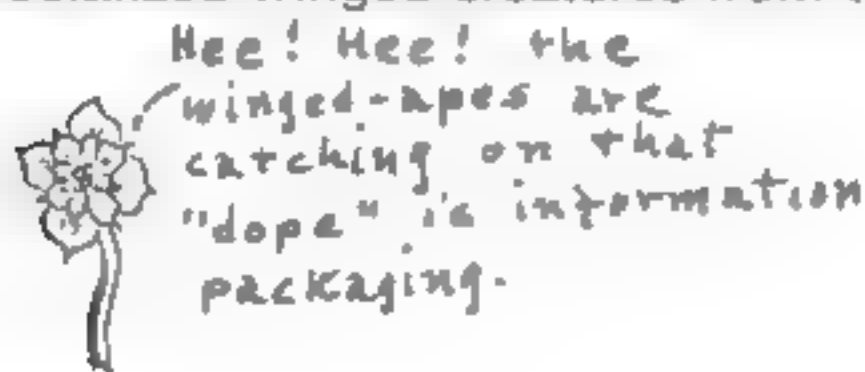 Hee! Hee! the
winged-apes are
catching on that
"dope" is information
packaging.